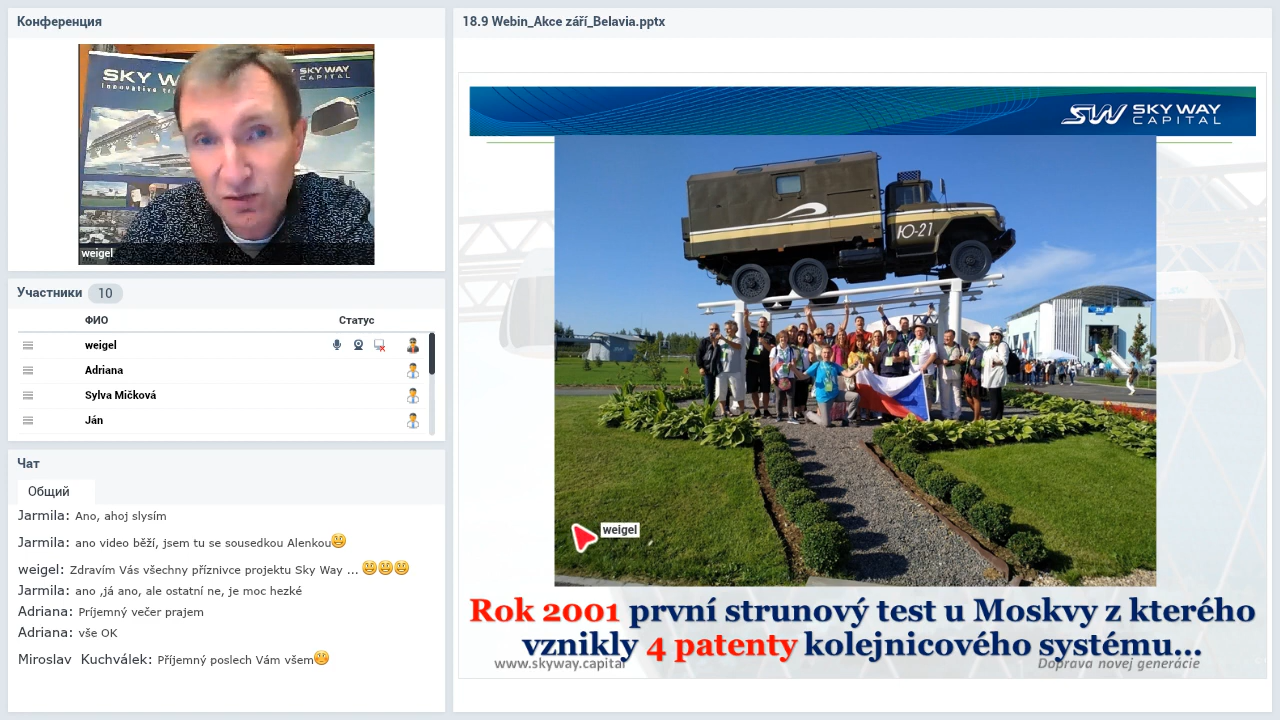 Конференция
SKY W
SKY WAY
CAPITAL
Innovative tra
weigel
Участники 10
ФИО Статус
weigel
Adriana
Sylva Mičková
Ján
Чат
Общий
Jarmila: Ano, ahoj slysím
Jarmila: ano video běží, jsem tu se sousedkou Alenkou
weigel: Zdravím Vás všechny příznivce projektu Sky Way ...
Jarmila: ano ,já ano, ale ostatní ne, je moc hezké
Adriana: Príjemný večer prajem
Adriana: vše OK
Miroslav Kuchválek: Příjemný poslech Vám všem
18.9 Webin_Akce září_Belavia.pptx
SW SKY WAY
CAPITAL
Ю-21
weigel
Rok 2001 první strunový test u Moskvy z kterého
vznikly 4 patenty kolejnicového systému...
www.skyway.capital
Doprava novej generácie